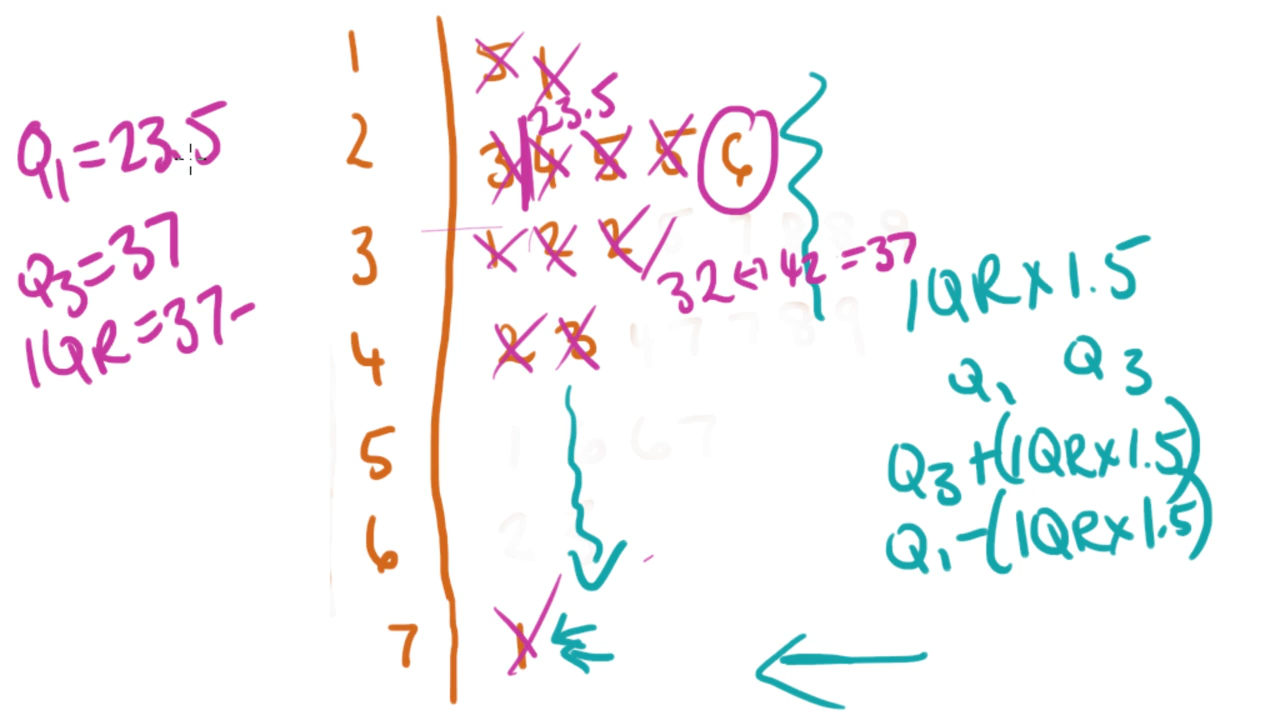 1 5 1
23.5
2 3 4 5 5 6
3 1 2 2
32 ↔ 42 = 37
4 2 3
5
6
7 1
Q1 = 23.5
Q3 = 37
IQR = 37-
IQR x 1.5
Q1 Q3
Q3 + (IQR x 1.5)
Q1 - (IQR x 1.5)